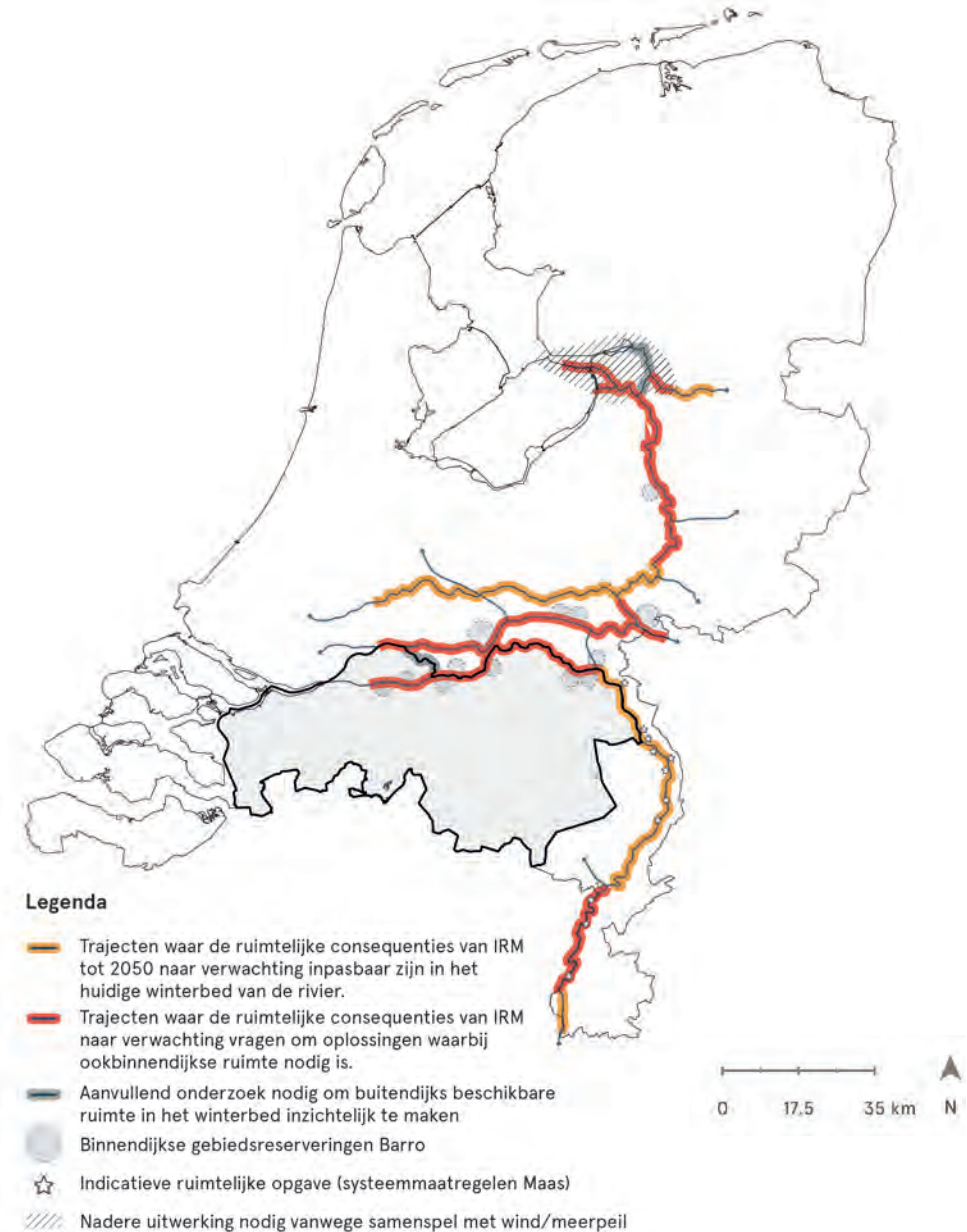 Legenda
Trajecten waar de ruimtelijke consequenties van IRM
tot 2050 naar verwachting inpasbaar zijn in het
huidige winterbed van de rivier.
Trajecten waar de ruimtelijke consequenties van IRM
naar verwachting vragen om oplossingen waarbij
ookbinnendijkse ruimte nodig is.
Aanvullend onderzoek nodig om buitendijks beschikbare
ruimte in het winterbed inzichtelijk te maken
Binnendijkse gebiedsreserveringen Barro
Indicatieve ruimtelijke opgave (systeemmaatregelen Maas)
Nadere uitwerking nodig vanwege samenspel met wind/meerpeil
0 17,5 35 km N